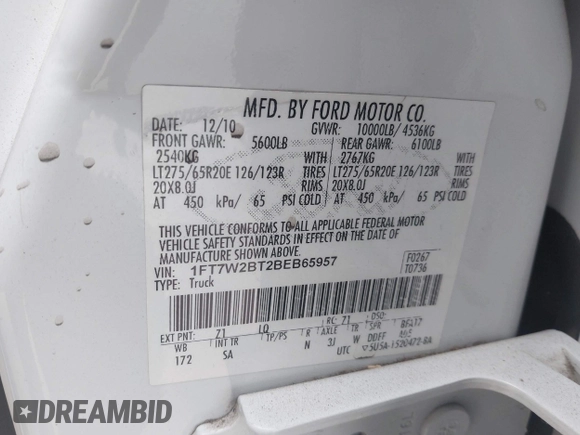 MFD. BY FORD MOTOR CO.
DATE: 12/10 GVWR: 10000LB/ 4536KG
FRONT GAWR: 5600LB REAR GAWR: 6100LB
2540KG WITH 2767KG WITH
LT275/65R20E 126/123R TIRES LT275/65R20E 126/123R TIRES
20X8.0J RIMS 20X8.0J RIMS
AT 450 kPa/ 65 PSI COLD AT 450 kPa/ 65 PSI COLD
THIS VEHICLE CONFORMS TO ALL APPLICABLE FEDERAL MOTOR
VEHICLE SAFETY STANDARDS IN EFFECT ON THE DATE OF
MANUFACTURE SHOWN ABOVE.
VIN: 1FT7W2BT2BEB65957 F0267
TYPE: Truck T0736
EXT PNT: Z1 LQ RC: 71 DSO:
WB INT TR TP/PS R AXLE TR SPR
172 SA N 3J W DDFF
UTC
DREAMBID